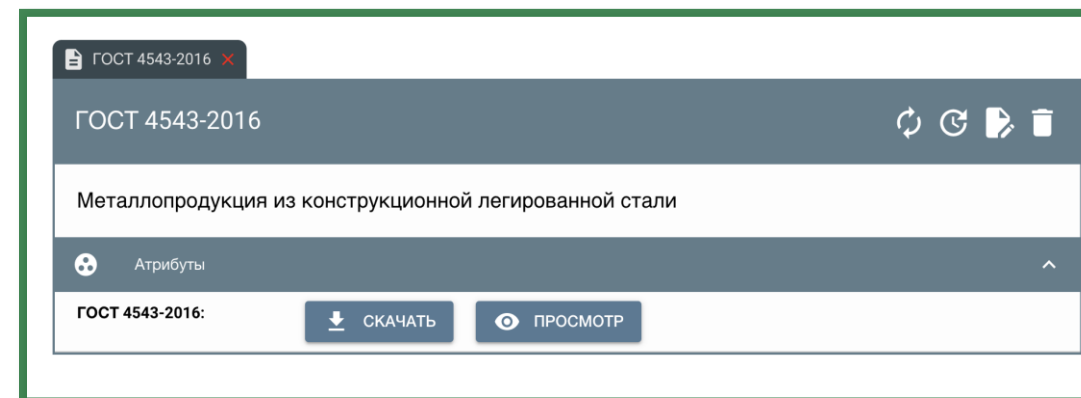 ГОСТ 4543-2016
ГОСТ 4543-2016
Металлопродукция из конструкционной легированной стали
Атрибуты
ГОСТ 4543-2016:
СКАЧАТЬ
ПРОСМОТР